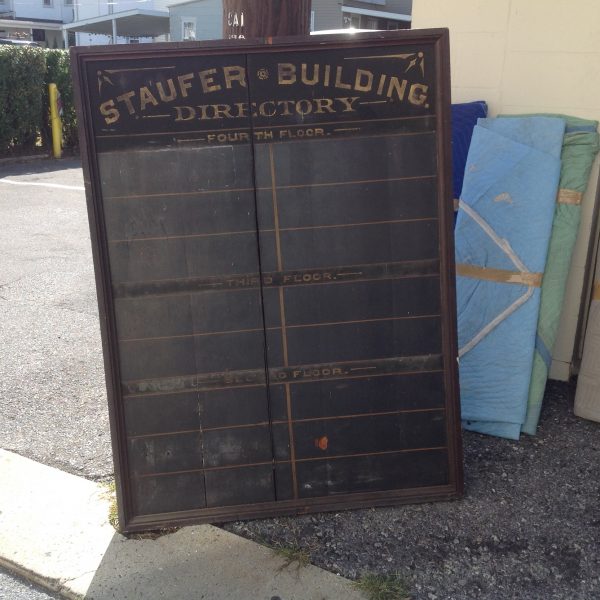 STAUFER BUILDING.
DIRECTORY
FOURTH FLOOR.
THIRD FLOOR.
SECOND FLOOR.